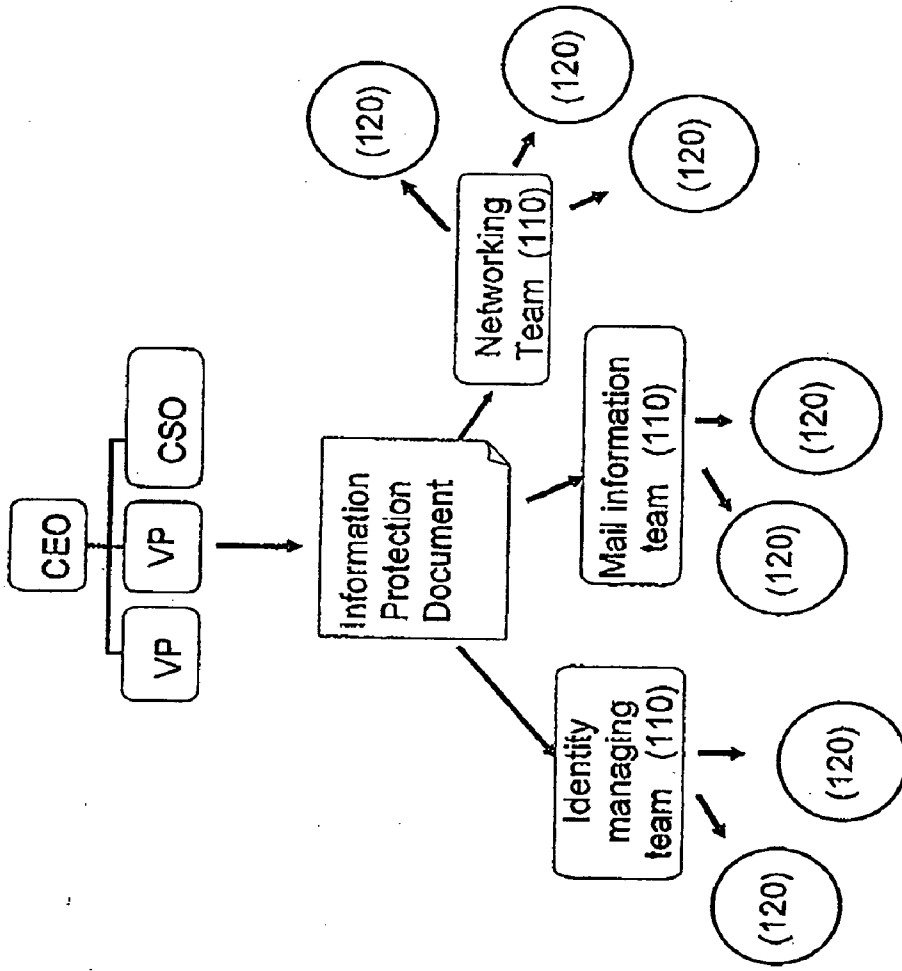 CEO
VP
VP
CSO
Information
Protection
Document
Identity
managing
team (110)
Mail information
team (110)
Networking
Team (110)
(120)
(120)
(120)
(120)
(120)
(120)
(120)